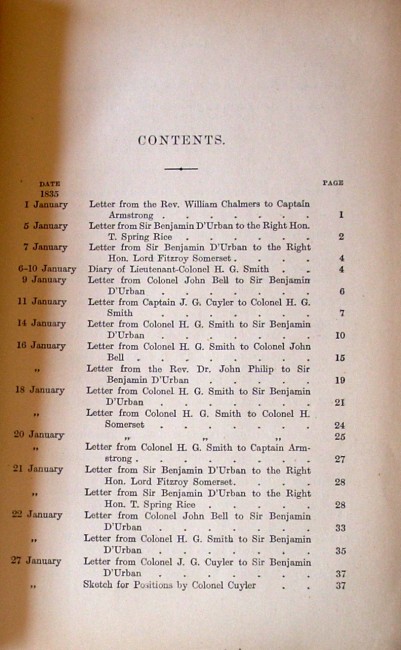 CONTENTS.
DATE PAGE
1835
1 January Letter from the Rev. William Chalmers to Captain
Armstrong . . . . . . . 1
5 January Letter from Sir Benjamin D'Urban to the Right Hon.
T. Spring Rice . . . . . 2
7 January Letter from Sir Benjamin D'Urban to the Right
Hon. Lord Fitzroy Somerset . . . . 4
6-10 January Diary of Lieutenant-Colonel H. G. Smith . . 4
9 January Letter from Colonel John Bell to Sir Benjamin
D'Urban . . . . . . . 6
11 January Letter from Captain J. G. Cuyler to Colonel H. G.
Smith . . . . . . . 7
14 January Letter from Colonel H. G. Smith to Sir Benjamin
D'Urban . . . . . . . 10
16 January Letter from Colonel H. G. Smith to Colonel John
Bell . . . . . . . 15
„ Letter from the Rev. Dr. John Philip to Sir
Benjamin D'Urban . . . . . 19
18 January Letter from Colonel H. G. Smith to Sir Benjamin
D'Urban . . . . . . . 21
„ Letter from Colonel H. G. Smith to Colonel H.
Somerset . . . . . . . 24
20 January „ „ „ 25
„ Letter from Colonel H. G. Smith to Captain Arm-
strong . . . . . . . 27
21 January Letter from Sir Benjamin D'Urban to the Right
Hon. Lord Fitzroy Somerset. . . . 28
„ Letter from Sir Benjamin D'Urban to the Right
Hon. T. Spring Rice . . . . 28
22 January Letter from Colonel John Bell to Sir Benjamin
D'Urban . . . . . . . 33
„ Letter from Colonel H. G. Smith to Sir Benjamin
D'Urban . . . . . . . 35
27 January Letter from Colonel J. G. Cuyler to Sir Benjamin
D'Urban . . . . . . . 37
„ Sketch for Positions by Colonel Cuyler . . 37